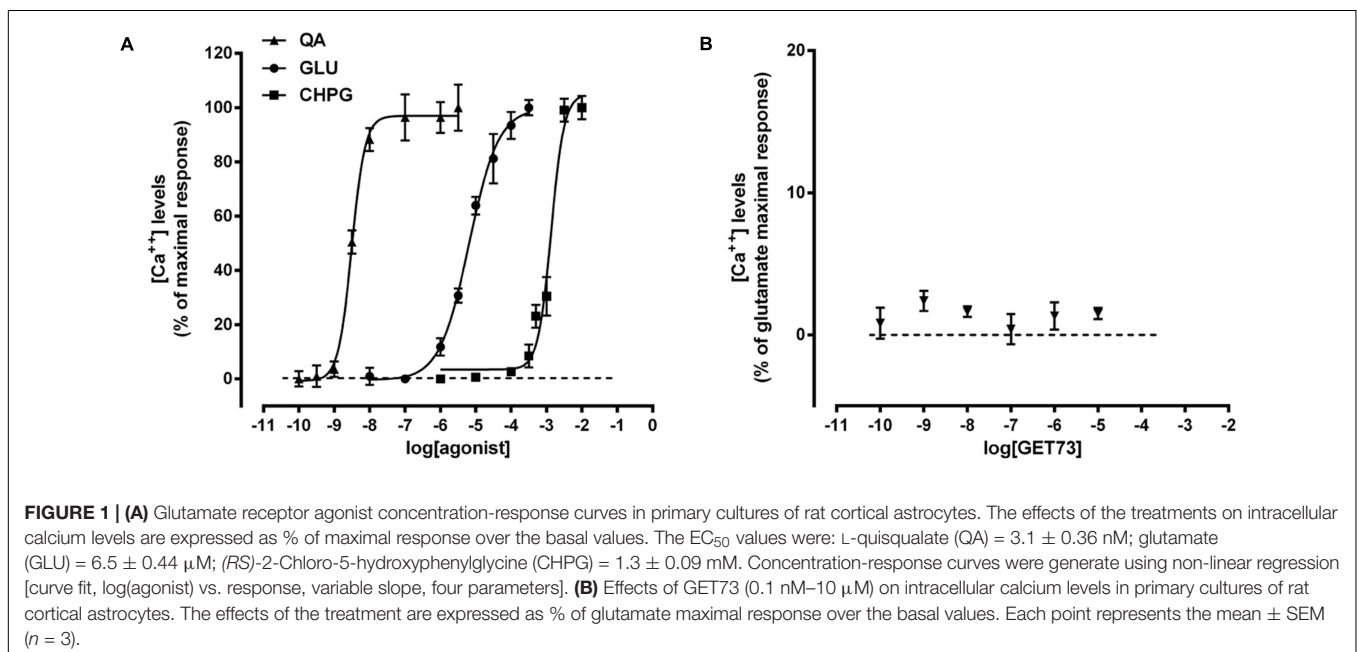 A
QA
GLU
CHPG
120
100
80
60
40
20
0
[Ca++] levels
(% of maximal response)
-11 -10 -9 -8 -7 -6 -5 -4 -3 -2 -1 0
log[agonist]
B
20
10
0
[Ca++] levels
(% of glutamate maximal response)
-11 -10 -9 -8 -7 -6 -5 -4 -3 -2
log[GET73]
FIGURE 1 | (A) Glutamate receptor agonist concentration-response curves in primary cultures of rat cortical astrocytes. The effects of the treatments on intracellular
calcium levels are expressed as % of maximal response over the basal values. The EC50 values were: L-quisqualate (QA) = 3.1 ± 0.36 nM; glutamate
(GLU) = 6.5 ± 0.44 μM; (RS)-2-Chloro-5-hydroxyphenylglycine (CHPG) = 1.3 ± 0.09 mM. Concentration-response curves were generate using non-linear regression
[curve fit, log(agonist) vs. response, variable slope, four parameters]. (B) Effects of GET73 (0.1 nM–10 μM) on intracellular calcium levels in primary cultures of rat
cortical astrocytes. The effects of the treatment are expressed as % of glutamate maximal response over the basal values. Each point represents the mean ± SEM
(n = 3).